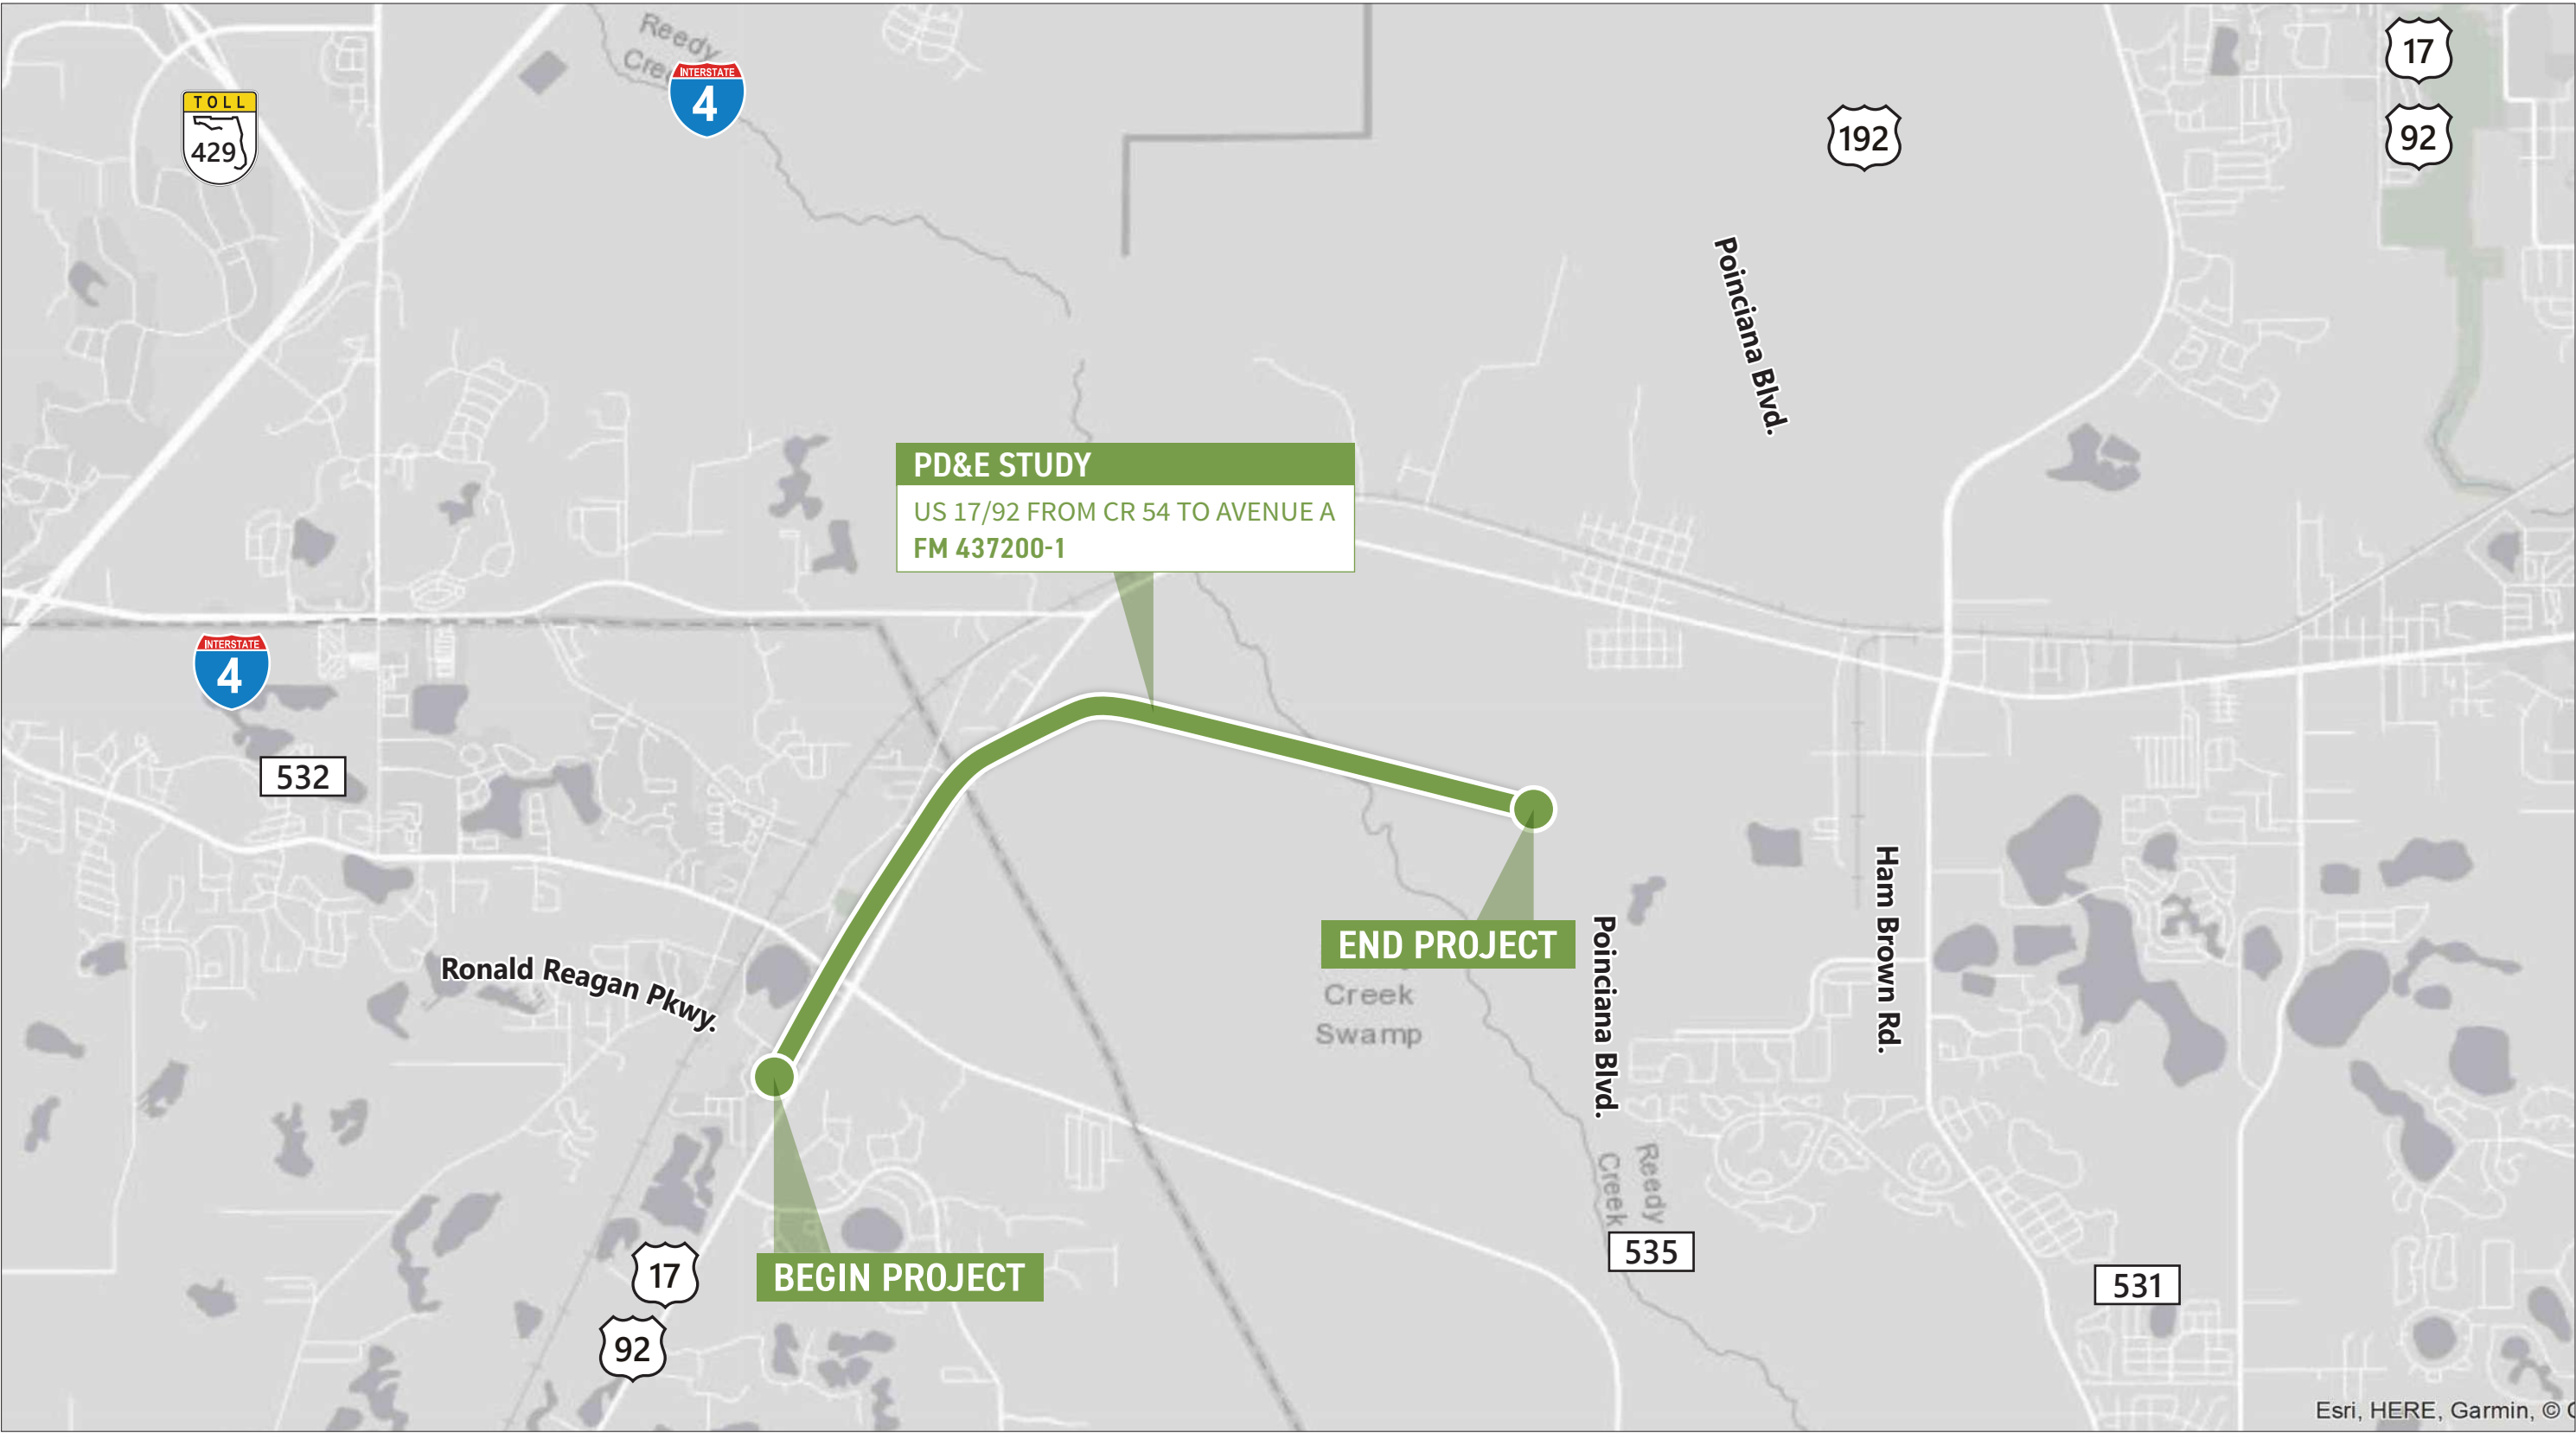 Reedy
Creek
INTERSTATE
4
TOLL
429
17
92
192
Poinciana Blvd.
PD&E STUDY
US 17/92 FROM CR 54 TO AVENUE A
FM 437200-1
INTERSTATE
4
532
Ronald Reagan Pkwy.
END PROJECT
Creek
Swamp
Poinciana Blvd.
Ham Brown Rd.
Reedy
Creek
535
531
BEGIN PROJECT
17
92
Esri, HERE, Garmin, ©